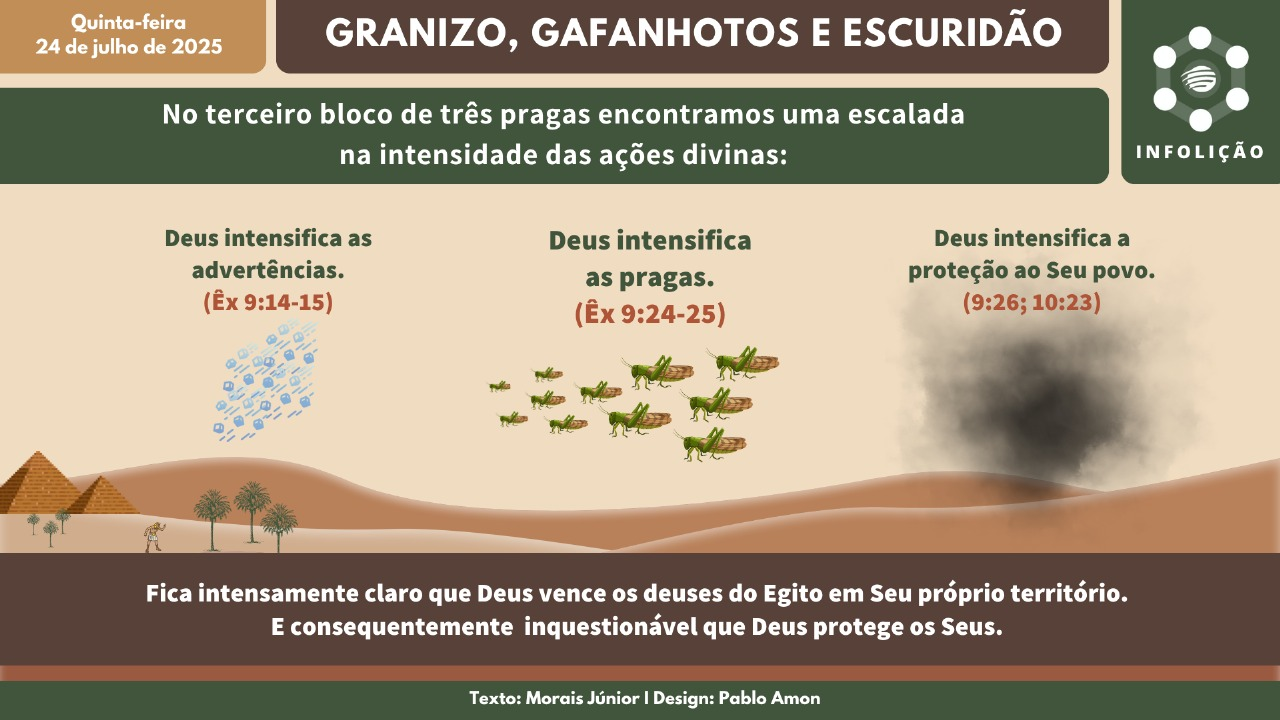 Quinta-feira
24 de julho de 2025
GRANIZO, GAFANHOTOS E ESCURIDÃO
INFOLIÇÃO
No terceiro bloco de três pragas encontramos uma escalada
na intensidade das ações divinas:
Deus intensifica as
advertências.
(Êx 9:14-15)
Deus intensifica
as pragas.
(Êx 9:24-25)
Deus intensifica a
proteção ao Seu povo.
(9:26; 10:23)
Fica intensamente claro que Deus vence os deuses do Egito em Seu próprio território.
E consequentemente  inquestionável que Deus protege os Seus.
Texto: Morais Júnior l Design: Pablo Amon